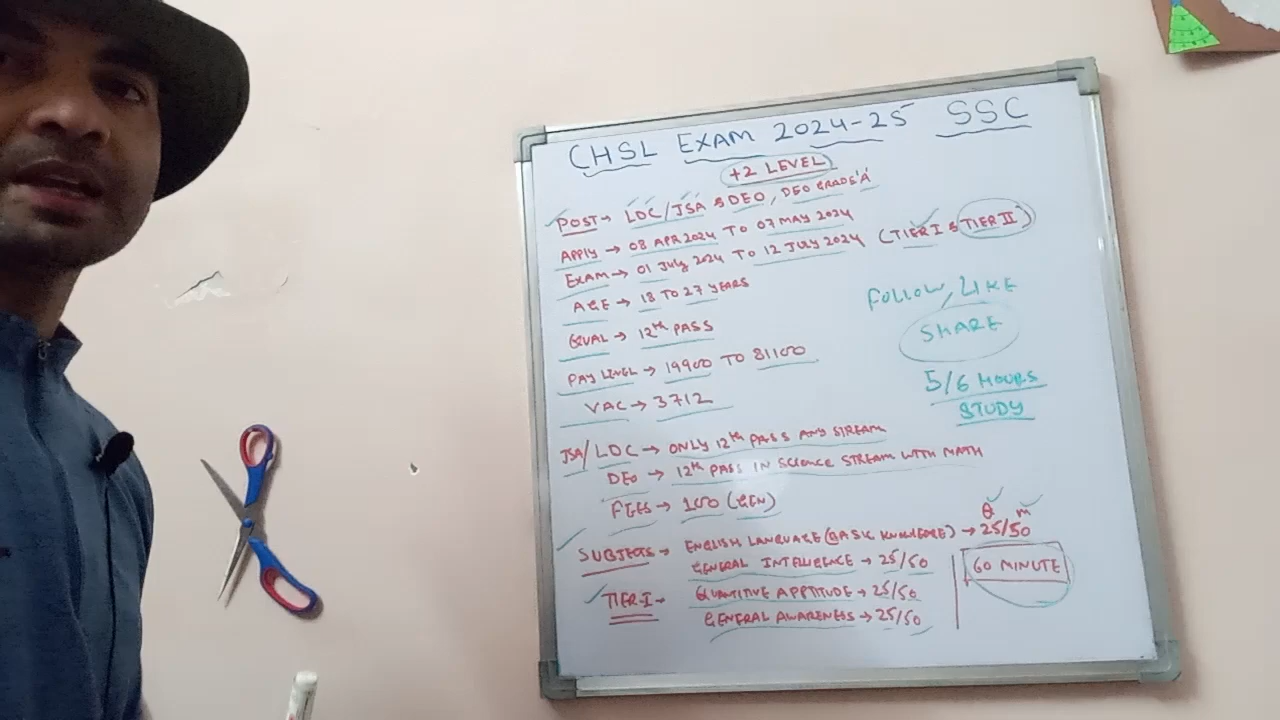 CHSL EXAM 2024-25 SSC
+2 LEVEL
POST→ LDC/JSA & DEO, DEO GRADE'A'
APPLY → 08 APR 2024 TO 07 MAY 2024
EXAM→ 01 July 2024 TO 12 JULY 2024 (TIER I & TIER II)
AGE → 18 TO 27 YEARS
QUAL → 12th PASS
PAY LEVEL → 19900 TO 81100
VAC → 3712
FOLLOW, LIKE
SHARE
5/6 HOURS
STUDY
JSA/LDC → ONLY 12th PASS ANY STREAM
DEO → 12th PASS IN SCIENCE STREAM WITH MATH
FEES → 100 (GEN)
Q M
SUBJECTS → ENGLISH LANGUAGE (BASIC KNOWLEDGE) → 25/50
GENERAL INTELLIGENCE → 25/50
TIER-I → QUANTITIVE APPTITUDE → 25/50
GENERAL AWARENESS → 25/50
60 MINUTE